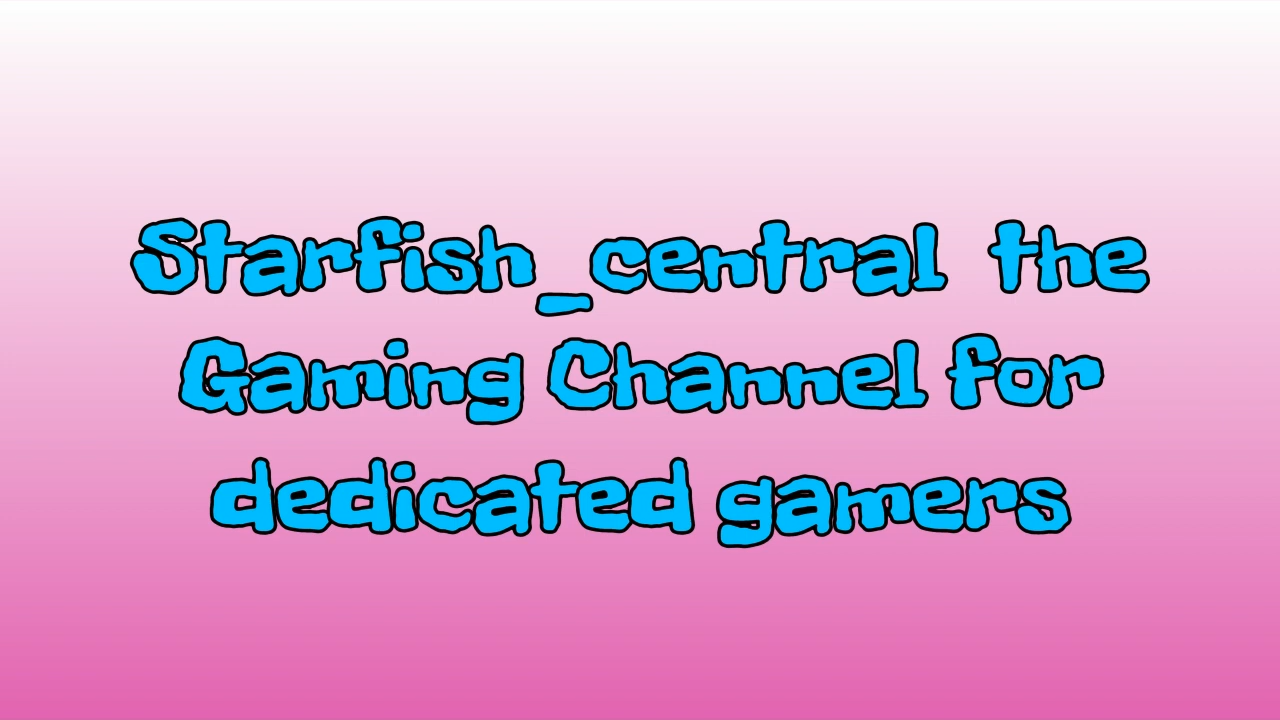 Starfish_central  the
Gaming Channel for
dedicated gamers